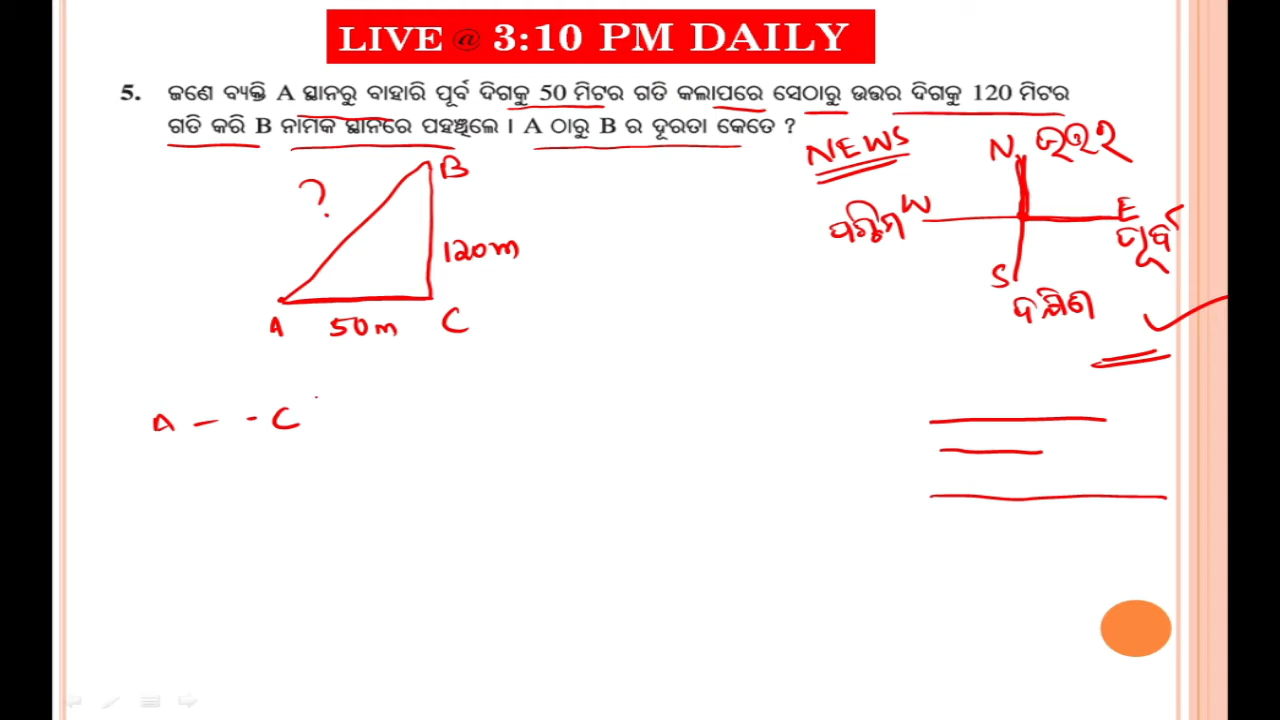 LIVE @ 3:10 PM DAILY
5. ଜଣେ ବ୍ୟକ୍ତି A ସ୍ଥାନରୁ ବାହାରି ପୂର୍ବ ଦିଗକୁ 50 ମିଟର ଗତି କଲାପରେ ସେଠାରୁ ଉତ୍ତର ଦିଗକୁ 120 ମିଟର
ଗତି କରି B ନାମକ ସ୍ଥାନରେ ପହଞ୍ଚିଲେ । A ଠାରୁ B ର ଦୂରତା କେତେ ?
NEWS
N ଉତ୍ତର
B
?
ପଶ୍ଚିମ W
E
ପୂର୍ବ
120m
S
ଦକ୍ଷିଣ
A 50m C
A - - C